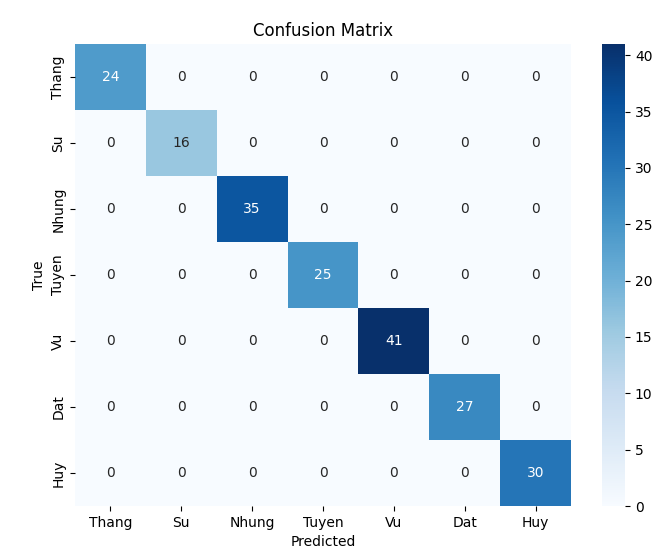 Confusion Matrix
Thang 24 0 0 0 0 0 0
Su 0 16 0 0 0 0 0
Nhung 0 0 35 0 0 0 0
Tuyen 0 0 0 25 0 0 0
Vu 0 0 0 0 41 0 0
Dat 0 0 0 0 0 27 0
Huy 0 0 0 0 0 0 30
True
Thang Su Nhung Tuyen Vu Dat Huy
Predicted
40
35
30
25
20
15
10
5
0